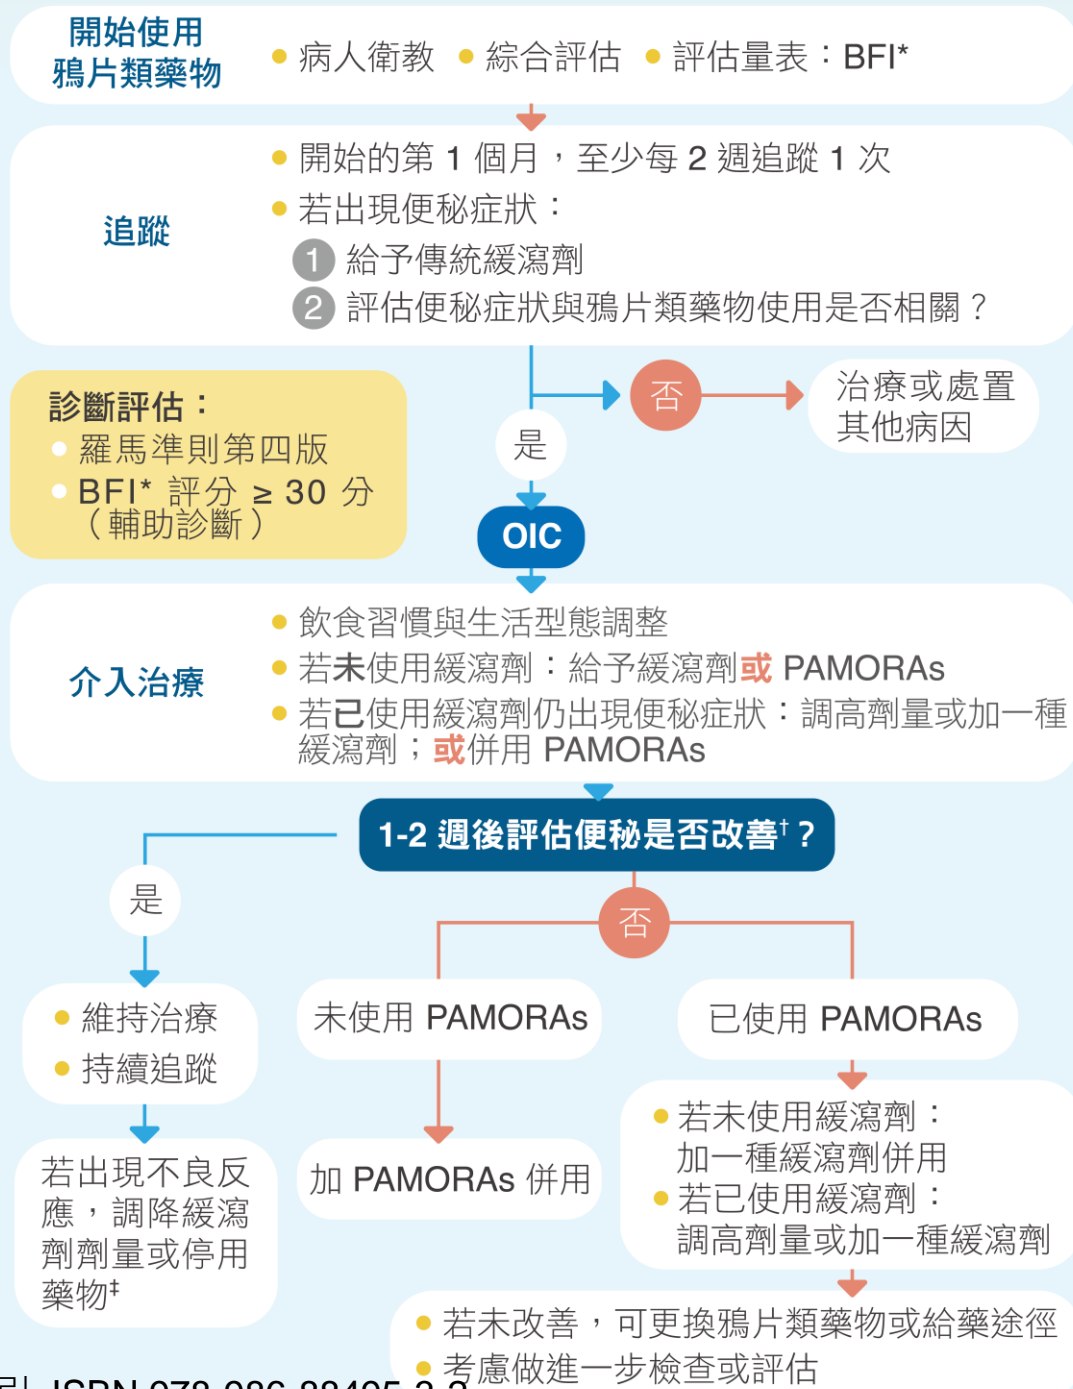 開始使用
鴉片類藥物
• 病人衛教 • 綜合評估 • 評估量表：BFI*
追蹤
• 開始的第 1 個月，至少每 2 週追蹤 1 次
• 若出現便秘症狀：
1 給予傳統緩瀉劑
2 評估便秘症狀與鴉片類藥物使用是否相關？
否
治療或處置
其他病因
是
診斷評估：
• 羅馬準則第四版
• BFI* 評分 ≥ 30 分
（輔助診斷）
OIC
介入治療
• 飲食習慣與生活型態調整
• 若未使用緩瀉劑：給予緩瀉劑或 PAMORAs
• 若已使用緩瀉劑仍出現便秘症狀：調高劑量或加一種
緩瀉劑；或併用 PAMORAs
1-2 週後評估便秘是否改善†？
是
• 維持治療
• 持續追蹤
若出現不良反
應，調降緩瀉
劑劑量或停用
藥物‡
否
未使用 PAMORAs
加 PAMORAs 併用
已使用 PAMORAs
• 若未使用緩瀉劑：
加一種緩瀉劑併用
• 若已使用緩瀉劑：
調高劑量或加一種緩瀉劑
• 若未改善，可更換鴉片類藥物或給藥途徑
• 考慮做進一步檢查或評估